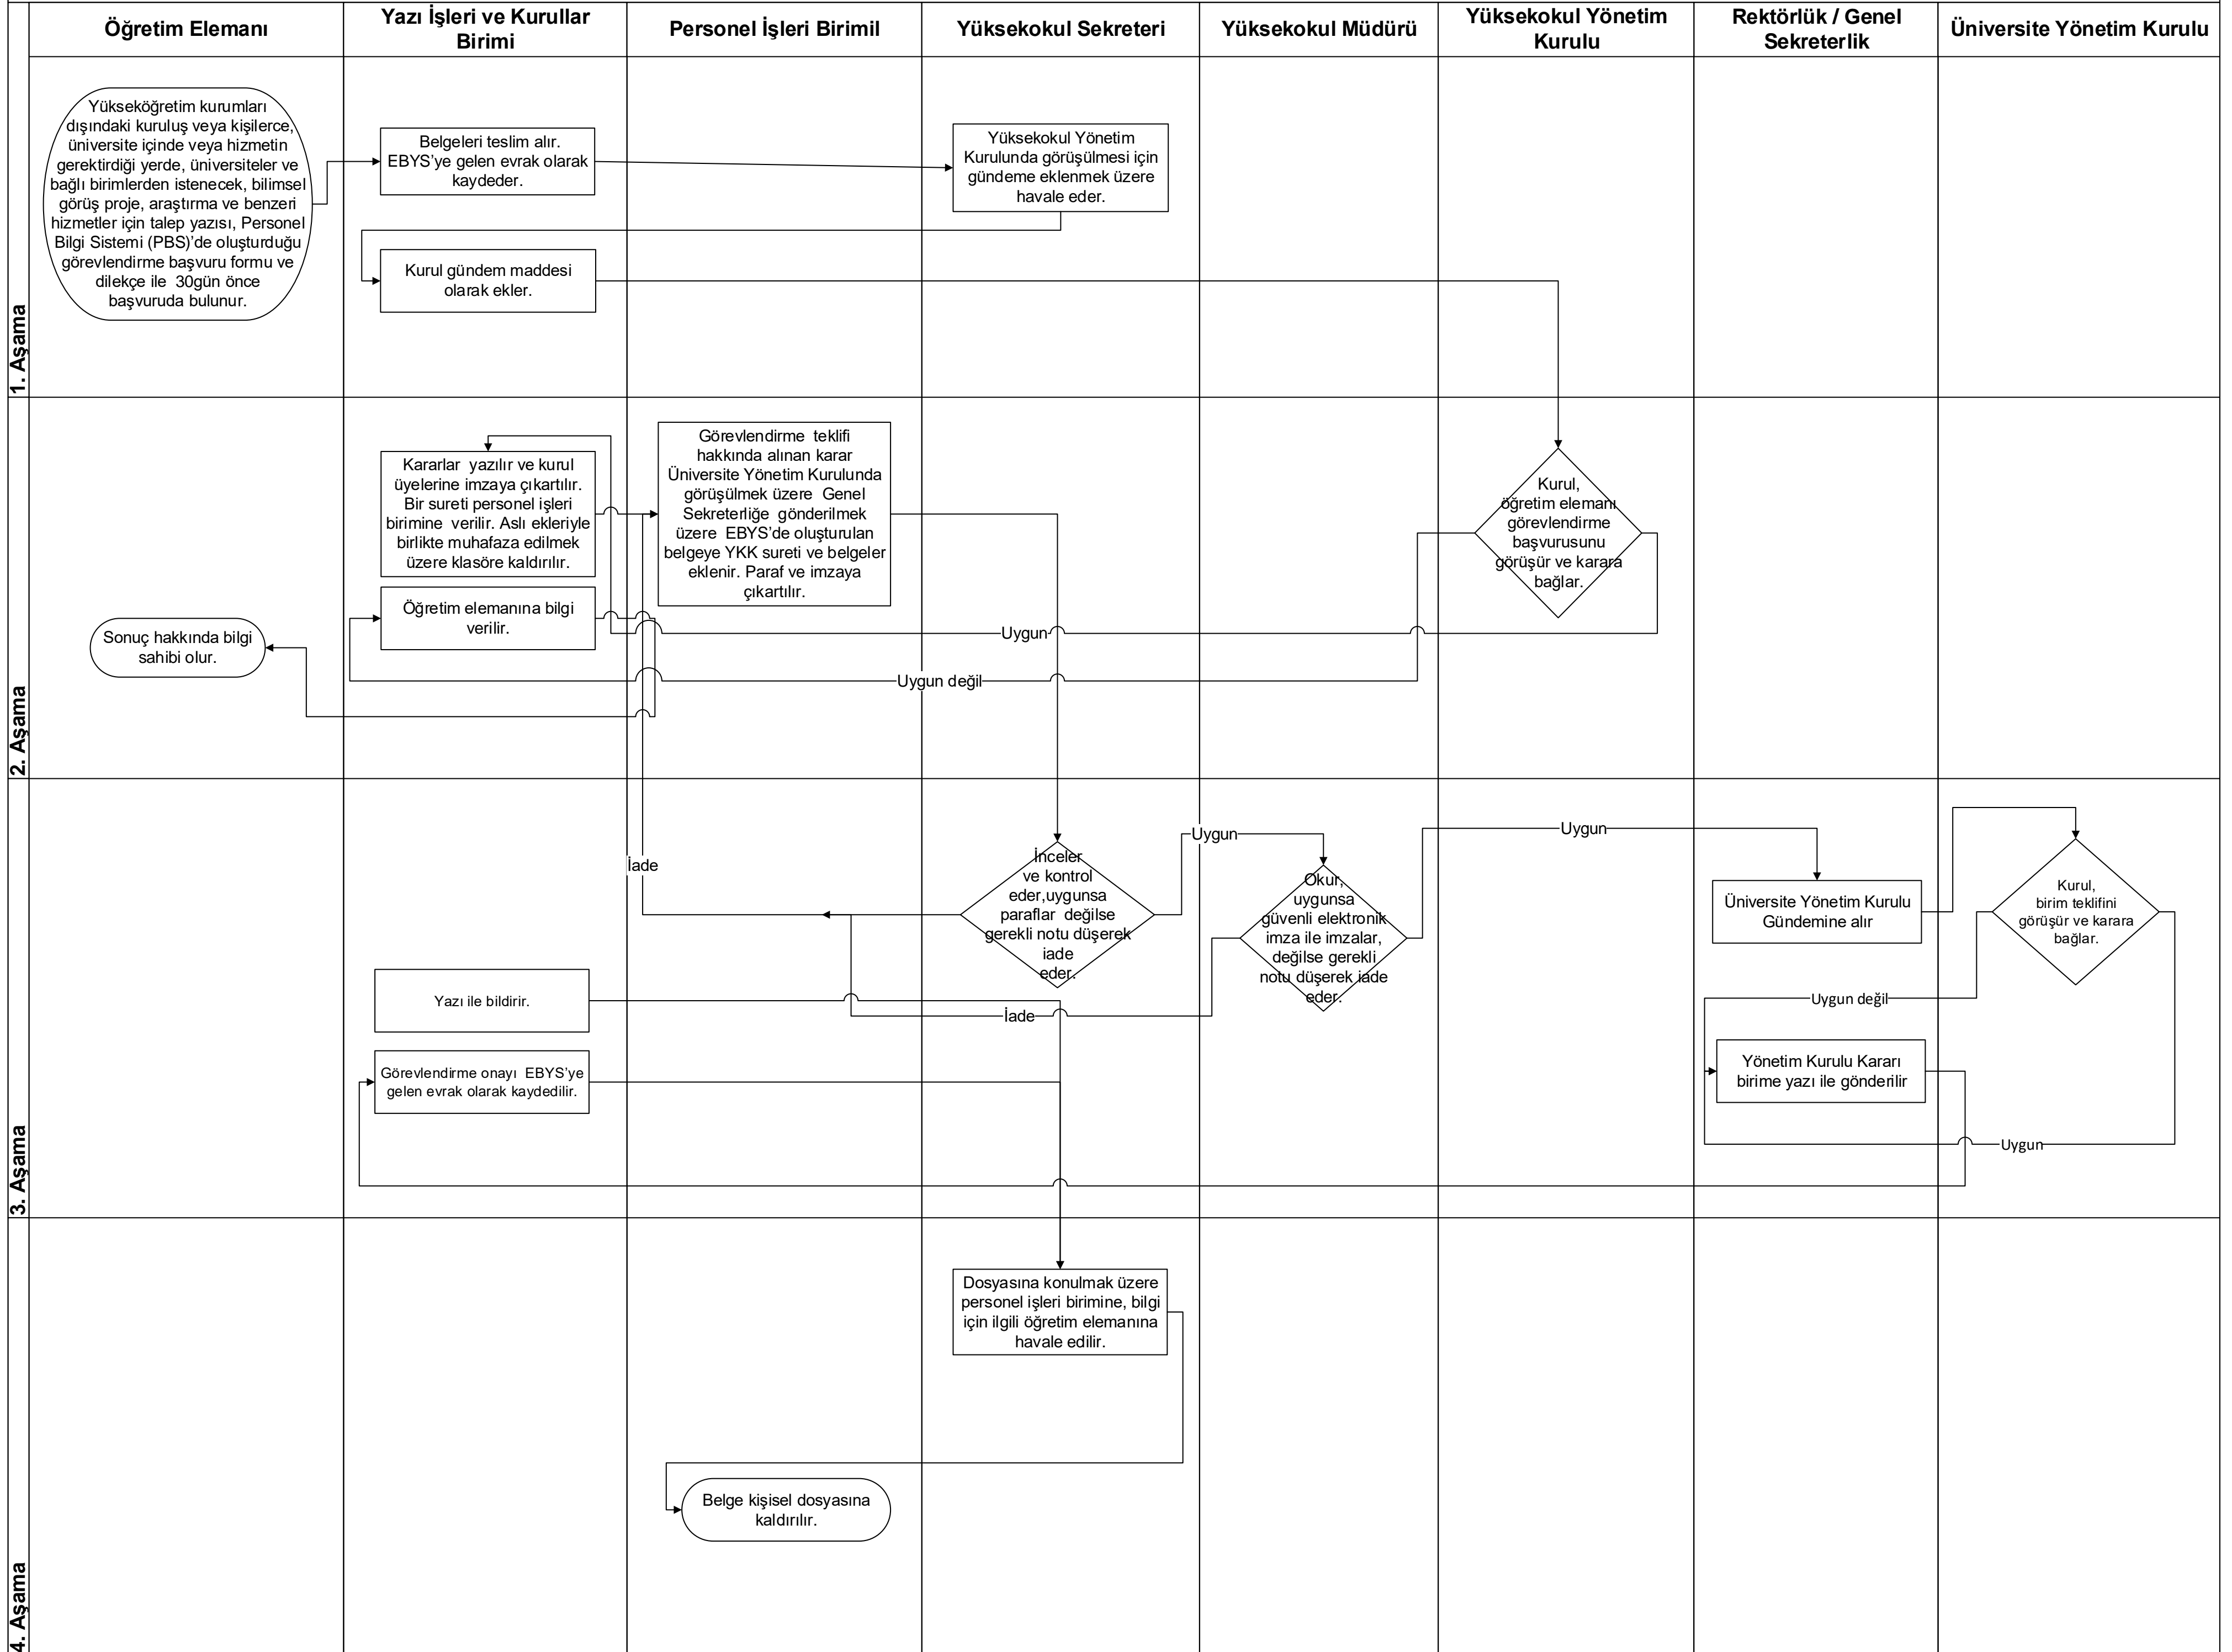 Öğretim Elemanı
Yazı İşleri ve Kurullar
Birimi
Personel İşleri Birimil
Yüksekokul Sekreteri
Yüksekokul Müdürü
Yüksekokul Yönetim
Kurulu
Rektörlük / Genel
Sekreterlik
Üniversite Yönetim Kurulu
1. Aşama
Yükseköğretim kurumları
dışındaki kuruluş veya kişilerce,
üniversite içinde veya hizmetin
gerektirdiği yerde, üniversiteler ve
bağlı birimlerden istenecek, bilimsel
görüş proje, araştırma ve benzeri
hizmetler için talep yazısı, Personel
Bilgi Sistemi (PBS)’de oluşturduğu
görevlendirme başvuru formu ve
dilekçe ile  30gün önce
başvuruda bulunur.
Belgeleri teslim alır.
EBYS’ye gelen evrak olarak
kaydeder.
Yüksekokul Yönetim
Kurulunda görüşülmesi için
gündeme eklenmek üzere
havale eder.
Kurul gündem maddesi
olarak ekler.
2. Aşama
Kararlar  yazılır ve kurul
üyelerine imzaya çıkartılır.
Bir sureti personel işleri
birimine  verilir. Aslı ekleriyle
birlikte muhafaza edilmek
üzere klasöre kaldırılır.
Görevlendirme  teklifi
hakkında alınan karar
Üniversite Yönetim Kurulunda
görüşülmek üzere  Genel
Sekreterliğe  gönderilmek
üzere  EBYS’de oluşturulan
belgeye YKK sureti ve belgeler
eklenir. Paraf ve imzaya
çıkartılır.
Kurul,
öğretim elemanı
görevlendirme
başvurusunu
görüşür ve karara
bağlar.
Öğretim elemanına bilgi
verilir.
Sonuç hakkında bilgi
sahibi olur.
Uygun
Uygun değil
3. Aşama
İade
İnceler
ve kontrol
eder,uygunsa
paraflar  değilse
gerekli notu düşerek
iade
eder.
Uygun
Okur,
uygunsa
güvenli elektronik
imza ile imzalar,
değilse gerekli
notu düşerek iade
eder.
Uygun
Üniversite Yönetim Kurulu
Gündemine alır
Kurul,
birim teklifini
görüşür ve karara
bağlar.
Yazı ile bildirir.
İade
Uygun değil
Görevlendirme onayı  EBYS’ye
gelen evrak olarak kaydedilir.
Yönetim Kurulu Kararı
birime yazı ile gönderilir
Uygun
4. Aşama
Dosyasına konulmak üzere
personel işleri birimine, bilgi
için ilgili öğretim elemanına
havale edilir.
Belge kişisel dosyasına
kaldırılır.